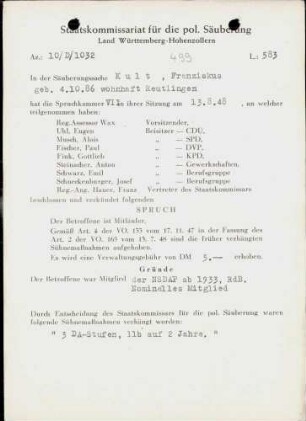 Staatskommissariat für die pol. Säuberung
Land Württemberg-Hohenzollern
Az.: 10/D/1032 499 L: 583
In der Säuberungssache Kult, Franziskus
geb. 4.10.86 wohnhaft Reutlingen
hat die Spruchkammer VII in ihrer Sitzung am 13.8.48, an welcher
teilgenommen haben:
Reg.Assessor Wax Vorsitzender,
Uhl, Eugen Beisitzer — CDU,
Mosch, Alois „ — SPD,
Fischer, Paul „ — DVP,
Fink, Gottlieb „ — KPD,
Steinacher, Anton „ — Gewerkschaften,
Schwarz, Emil „ — Berufsgruppe
Schneckenburger, Josef „ — Berufsgruppe
Reg.-Ang. Hauer, Franz Vertreter des Staatskommissars
beschlossen und verkündet folgenden
SPRUCH
Der Betroffene ist Mitläufer.
Gemäß Art. 4 der VO. 133 vom 17. 11. 47 in der Fassung des
Art. 2 der VO. 165 vom 15. 7. 48 sind die früher verhängten
Sühnemaßnahmen aufgehoben.
Es wird eine Verwaltungsgebühr von DM 5.— erhoben.
Gründe
Der Betroffene war Mitglied der NSDAP ab 1933, RdB,
Nominelles Mitglied
Durch Entscheidung des Staatskommissars für die pol. Säuberung waren
folgende Sühnemaßnahmen verhängt worden:
" 3 DA-Stufen, 11b auf 2 Jahre. "